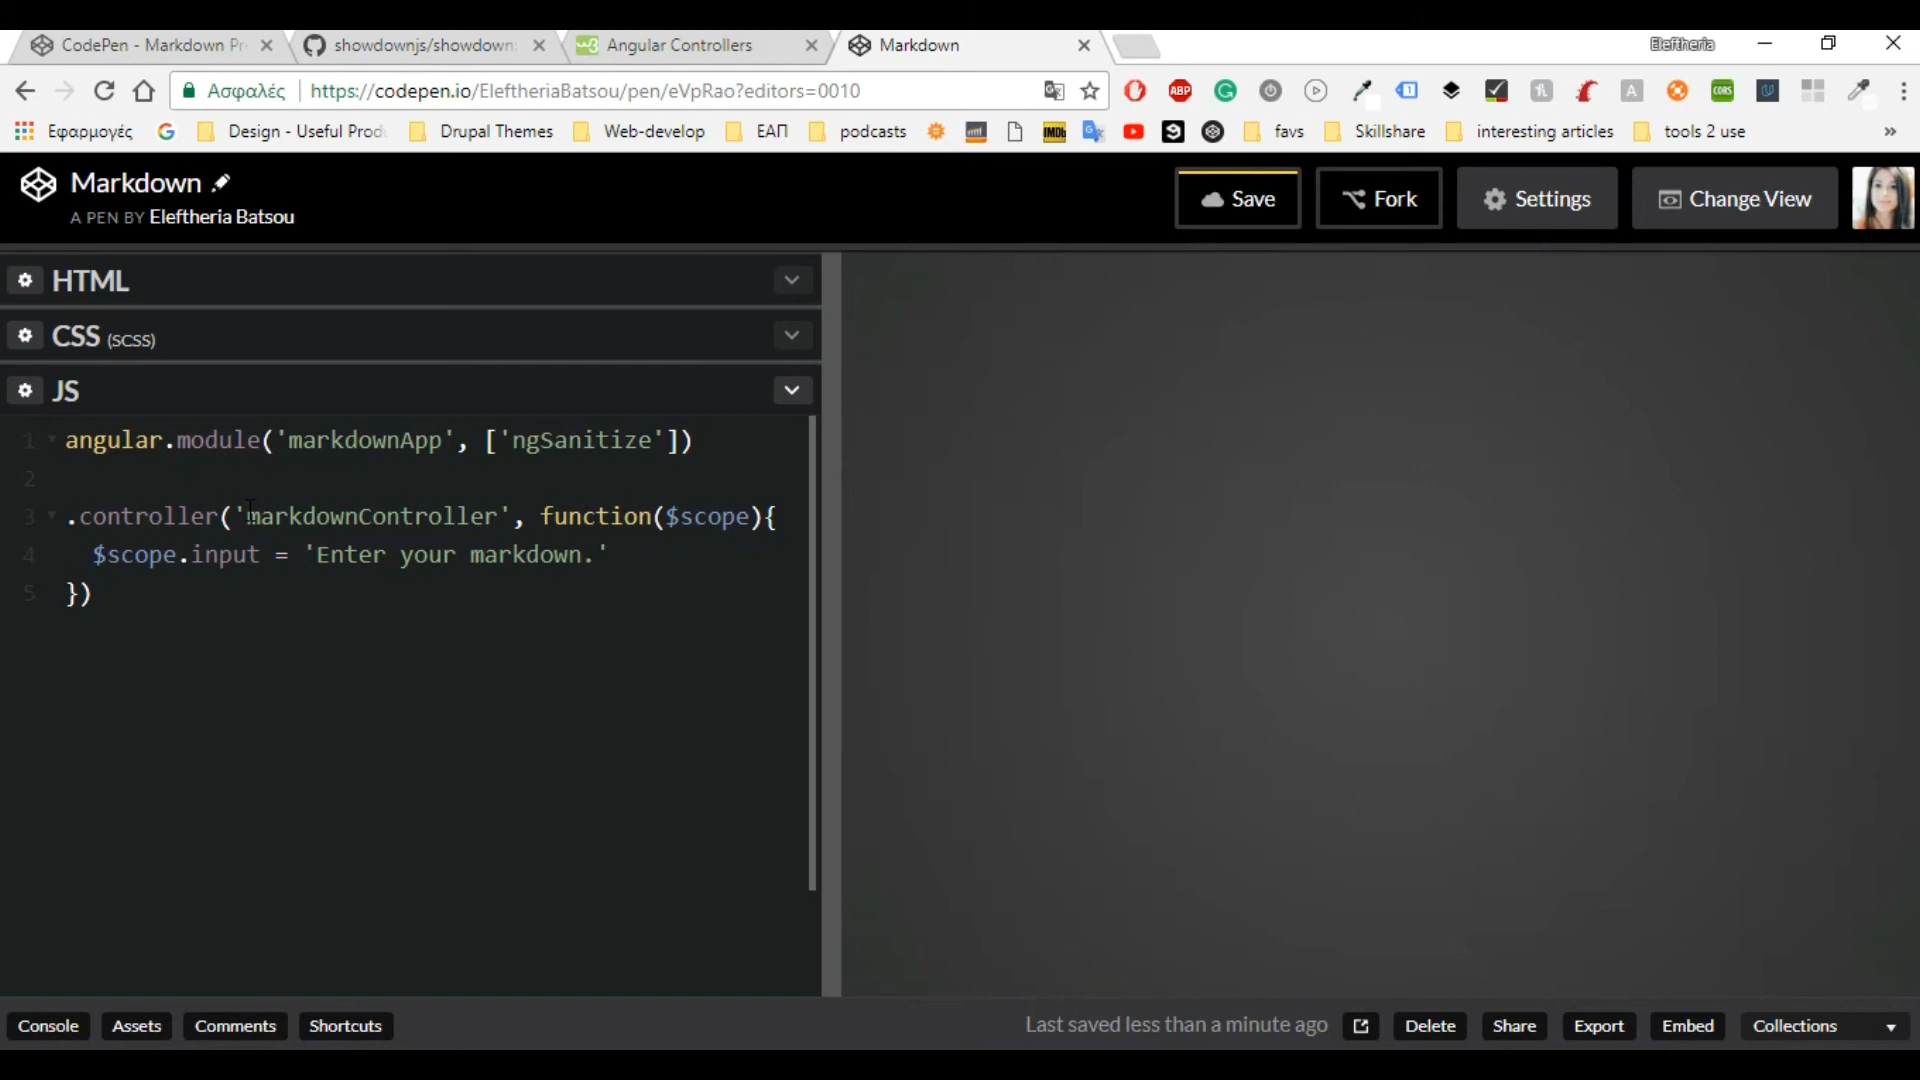 CodePen - Markdown Pr
showdownjs/showdown:
Angular Controllers
Markdown
Eleftheria
Ασφαλές
https://codepen.io/EleftheriaBatsou/pen/eVpRao?editors=0010
Εφαρμογές
Design - Useful Prod
Drupal Themes
Web-develop
ΕΑΠ
podcasts
favs
Skillshare
interesting articles
tools 2 use
»
Markdown
A PEN BY Eleftheria Batsou
Save
Fork
Settings
Change View
HTML
CSS (SCSS)
JS
1 angular.module('markdownApp', ['ngSanitize'])
2
3 .controller('markdownController', function($scope){
4 $scope.input = 'Enter your markdown.'
5 })
Console
Assets
Comments
Shortcuts
Last saved less than a minute ago
Delete
Share
Export
Embed
Collections